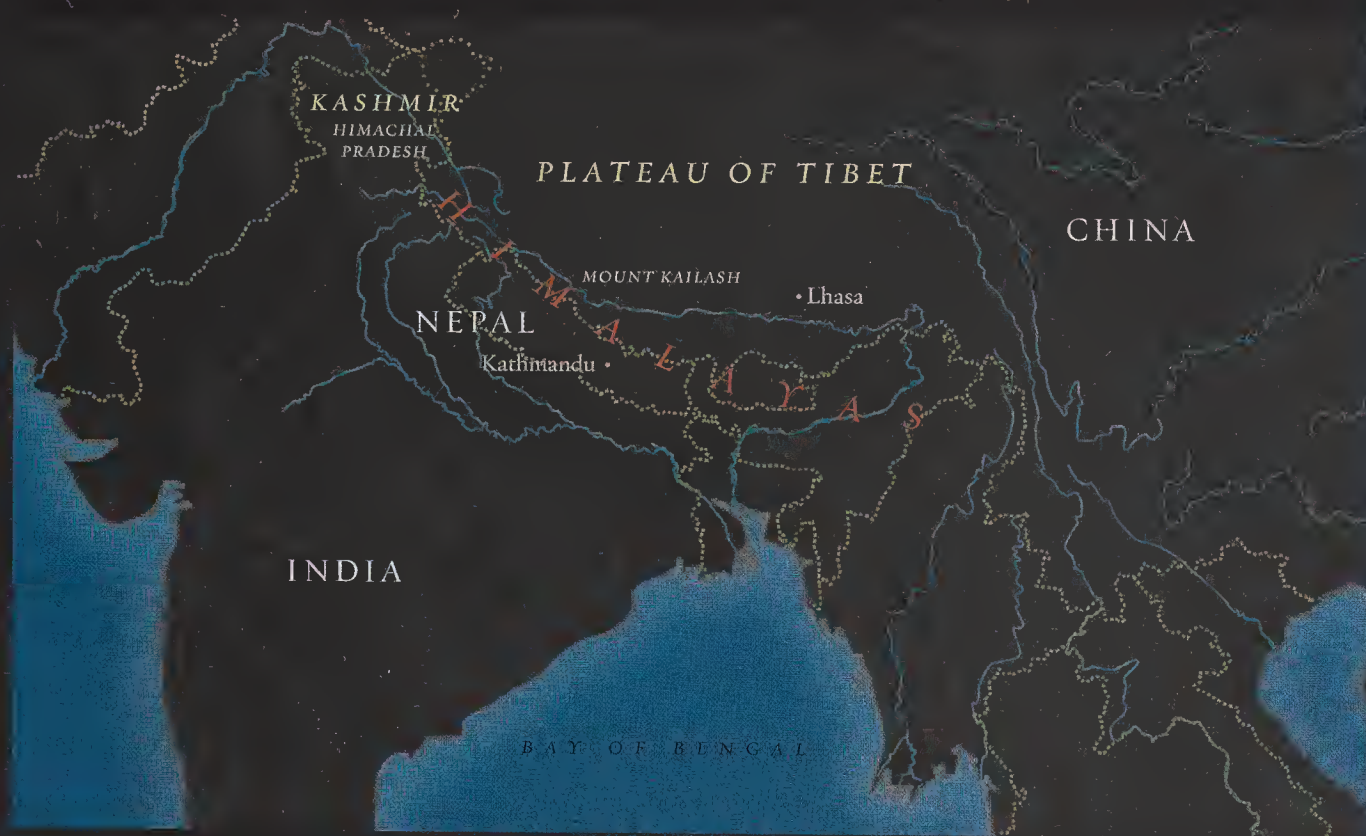 KASHMIR
HIMACHAL
PRADESH
PLATEAU OF TIBET
CHINA
HIMALAYAS
MOUNT KAILASH
Lhasa
NEPAL
Kathmandu
INDIA
BAY OF BENGAL